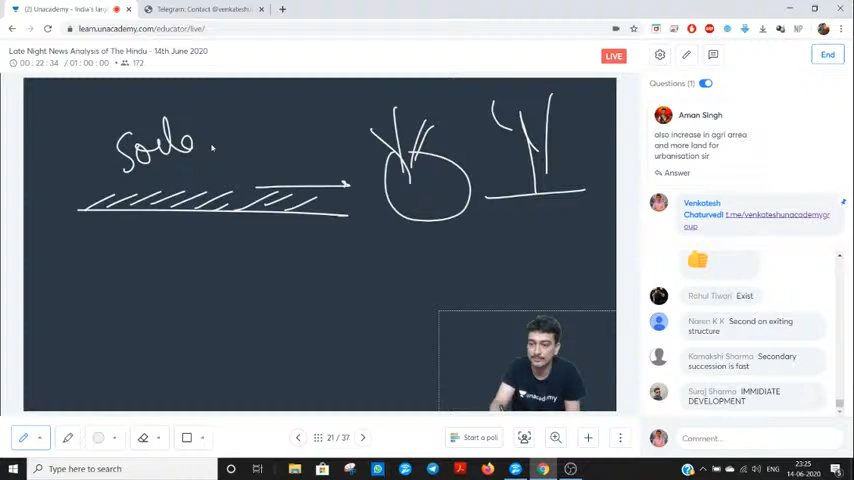 (2) Unacademy - India's larg
Telegram: Contact @venkateshu
learn.unacademy.com/educator/live/
NP
Late Night News Analysis of The Hindu - 14th June 2020
00 : 22 : 34 / 01 : 00 : 00 • 172
LIVE
End
Questions (1)
Aman Singh
also increase in agri area
and more land for
urbanisation sir
Answer
Venkatesh
Chaturvedi t.me/venkateshunacademygr
oup
Rahul Tiwari Exist
Naren K K Second on exiting
structure
Kamakshi Sharma Secondary
succession is fast
Suraj Sharma IMMIDIATE
DEVELOPMENT
unacademy
21 / 37
Start a poll
Comment...
Type here to search
ENG
23:25
14-06-2020